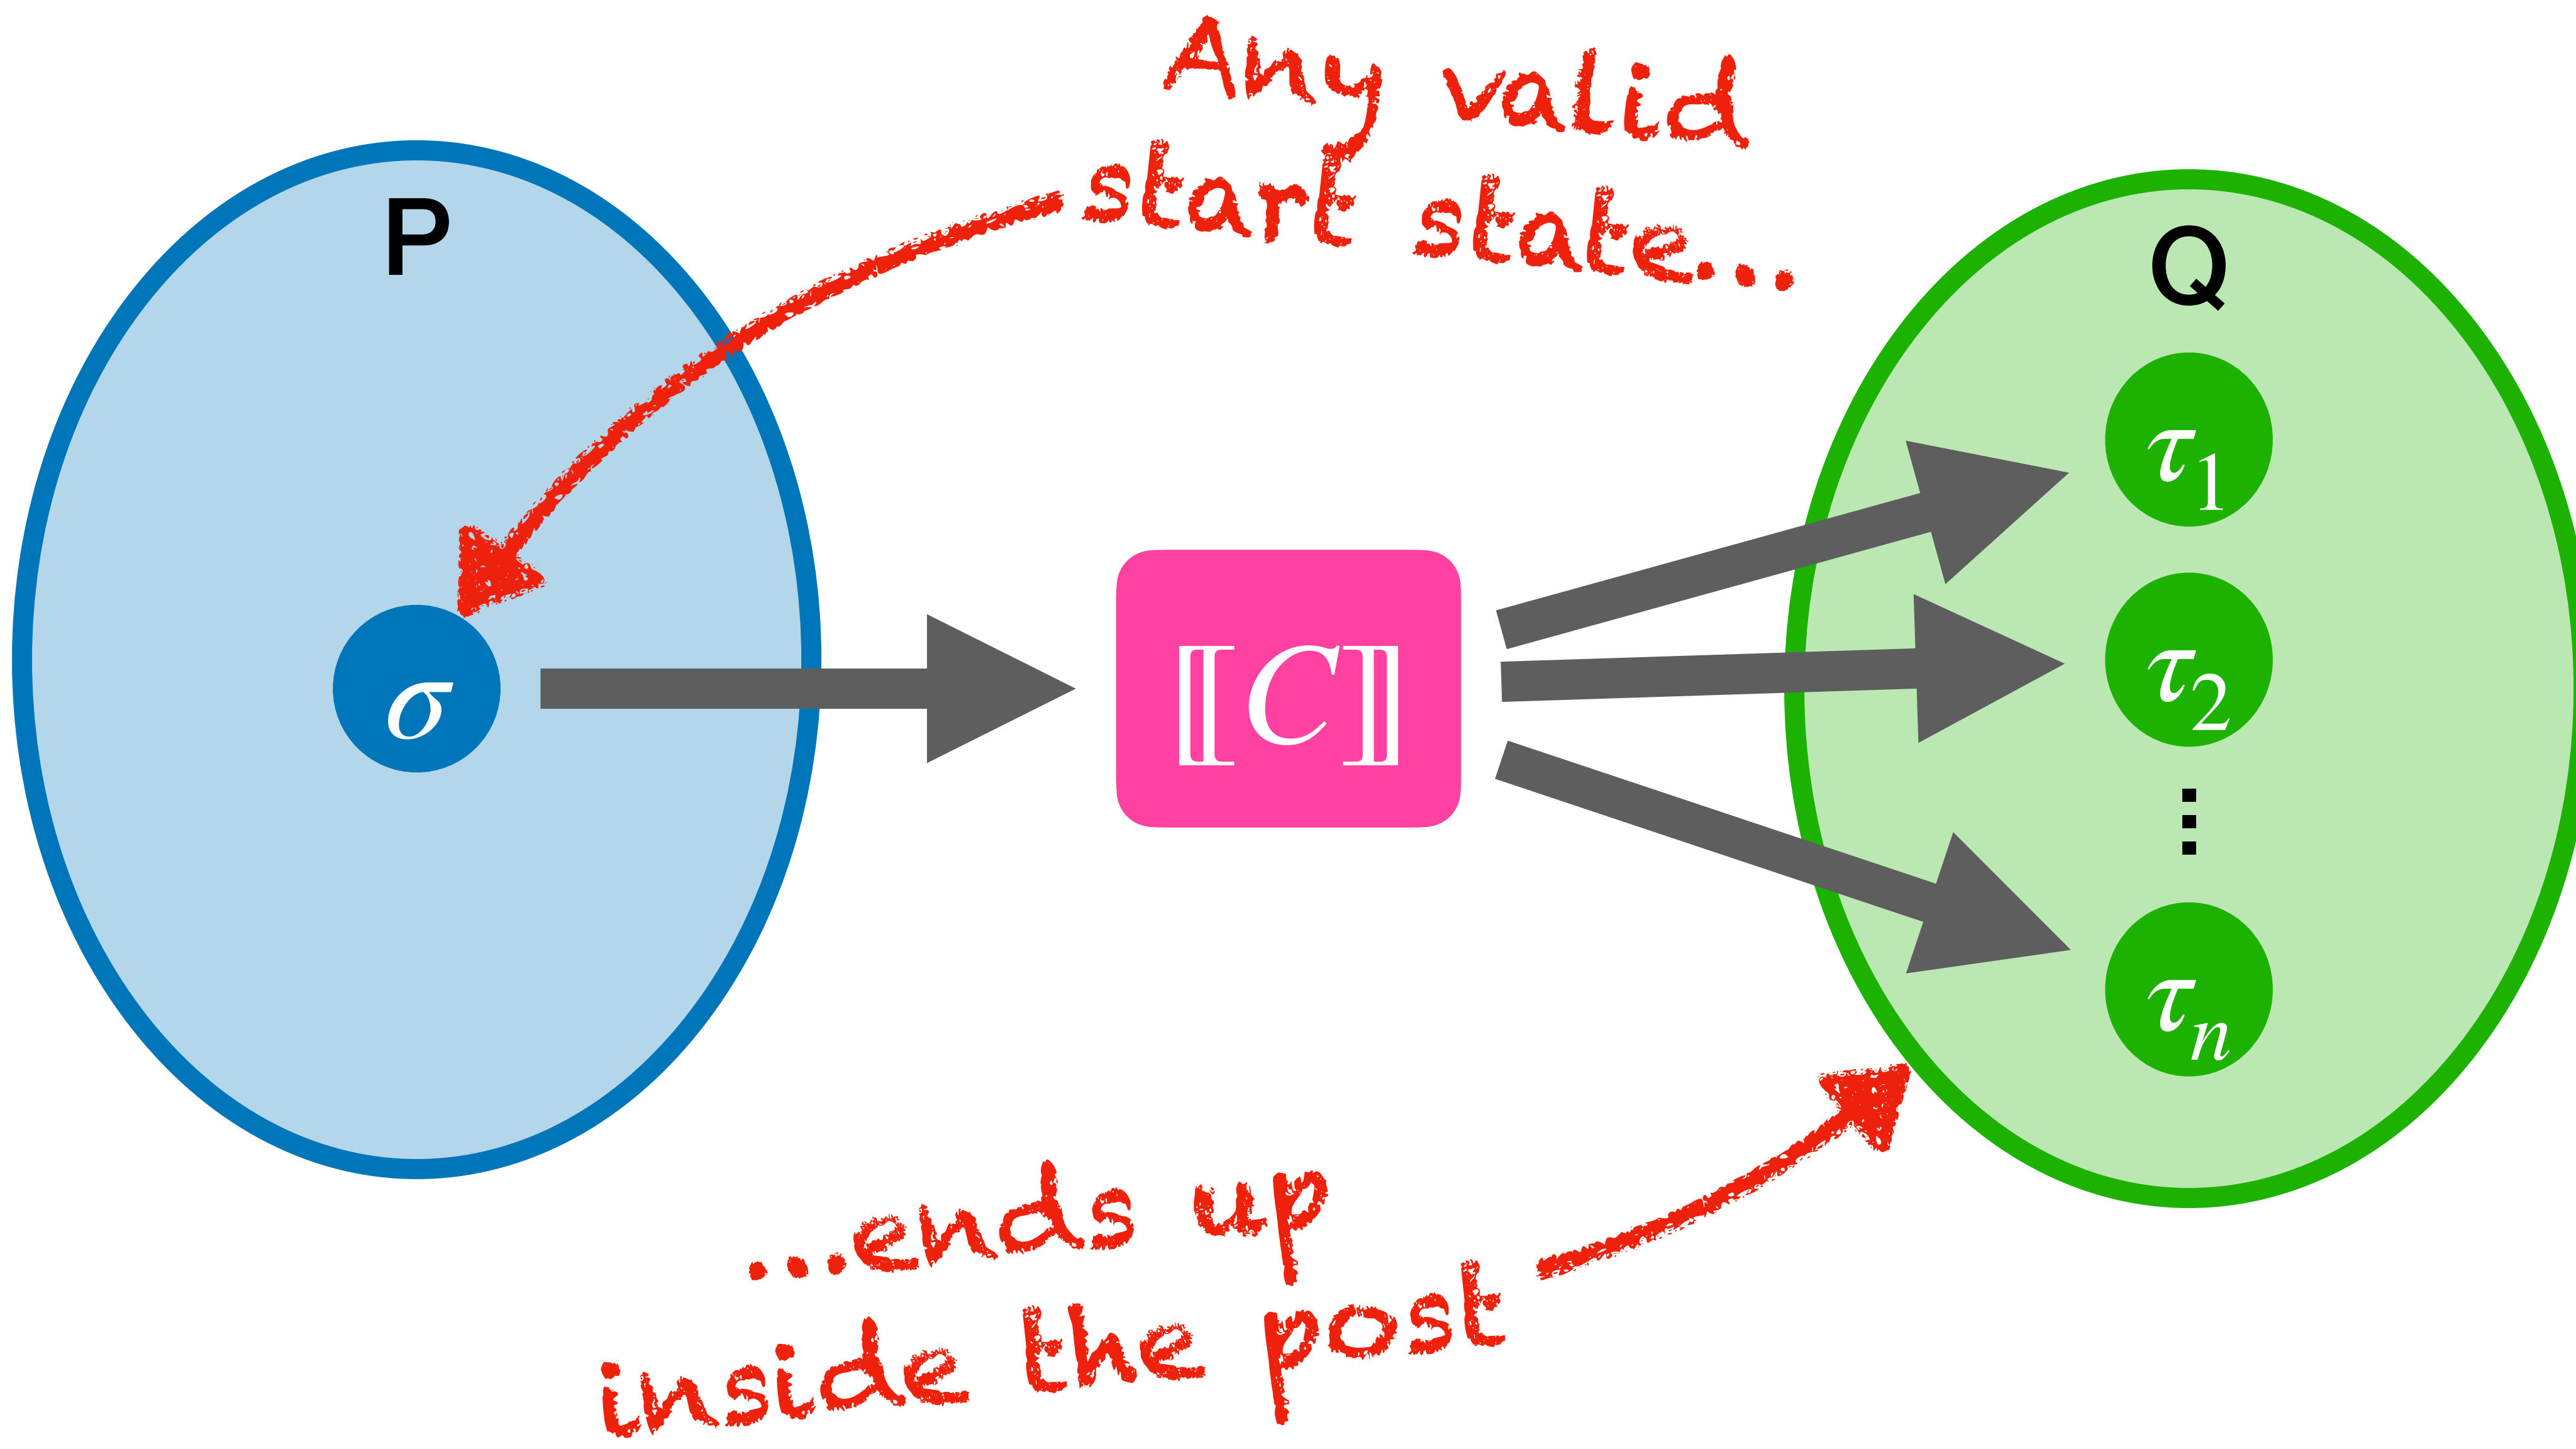 Any valid
start state...
P
Q
τ1
σ
⟦C⟧
τ2
⋮
τn
...ends up
inside the post